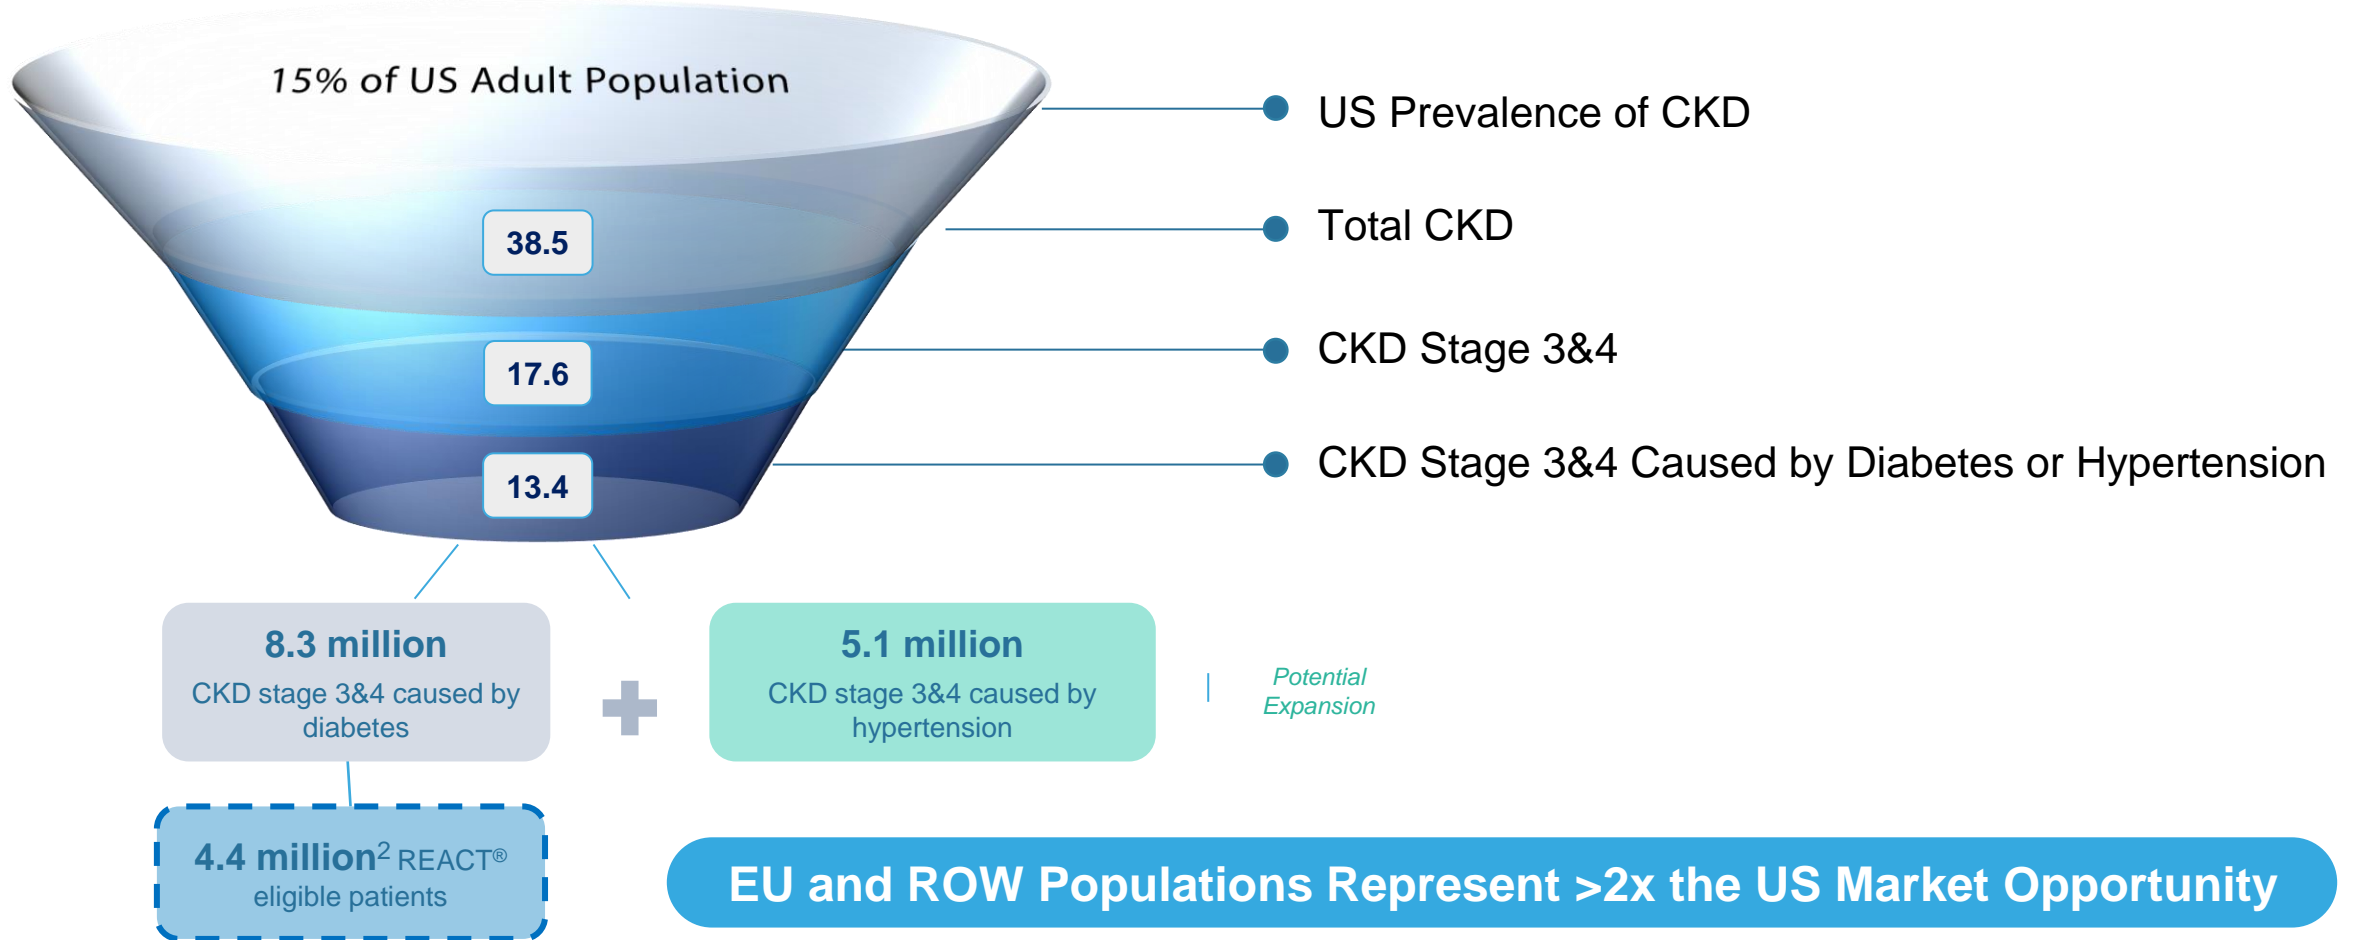 15% of US Adult Population
US Prevalence of CKD
38.5
Total CKD
17.6
CKD Stage 3&4
13.4
CKD Stage 3&4 Caused by Diabetes or Hypertension
8.3 million
CKD stage 3&4 caused by
diabetes
5.1 million
CKD stage 3&4 caused by
hypertension
Potential
Expansion
4.4 million² REACT®
eligible patients
EU and ROW Populations Represent >2x the US Market Opportunity